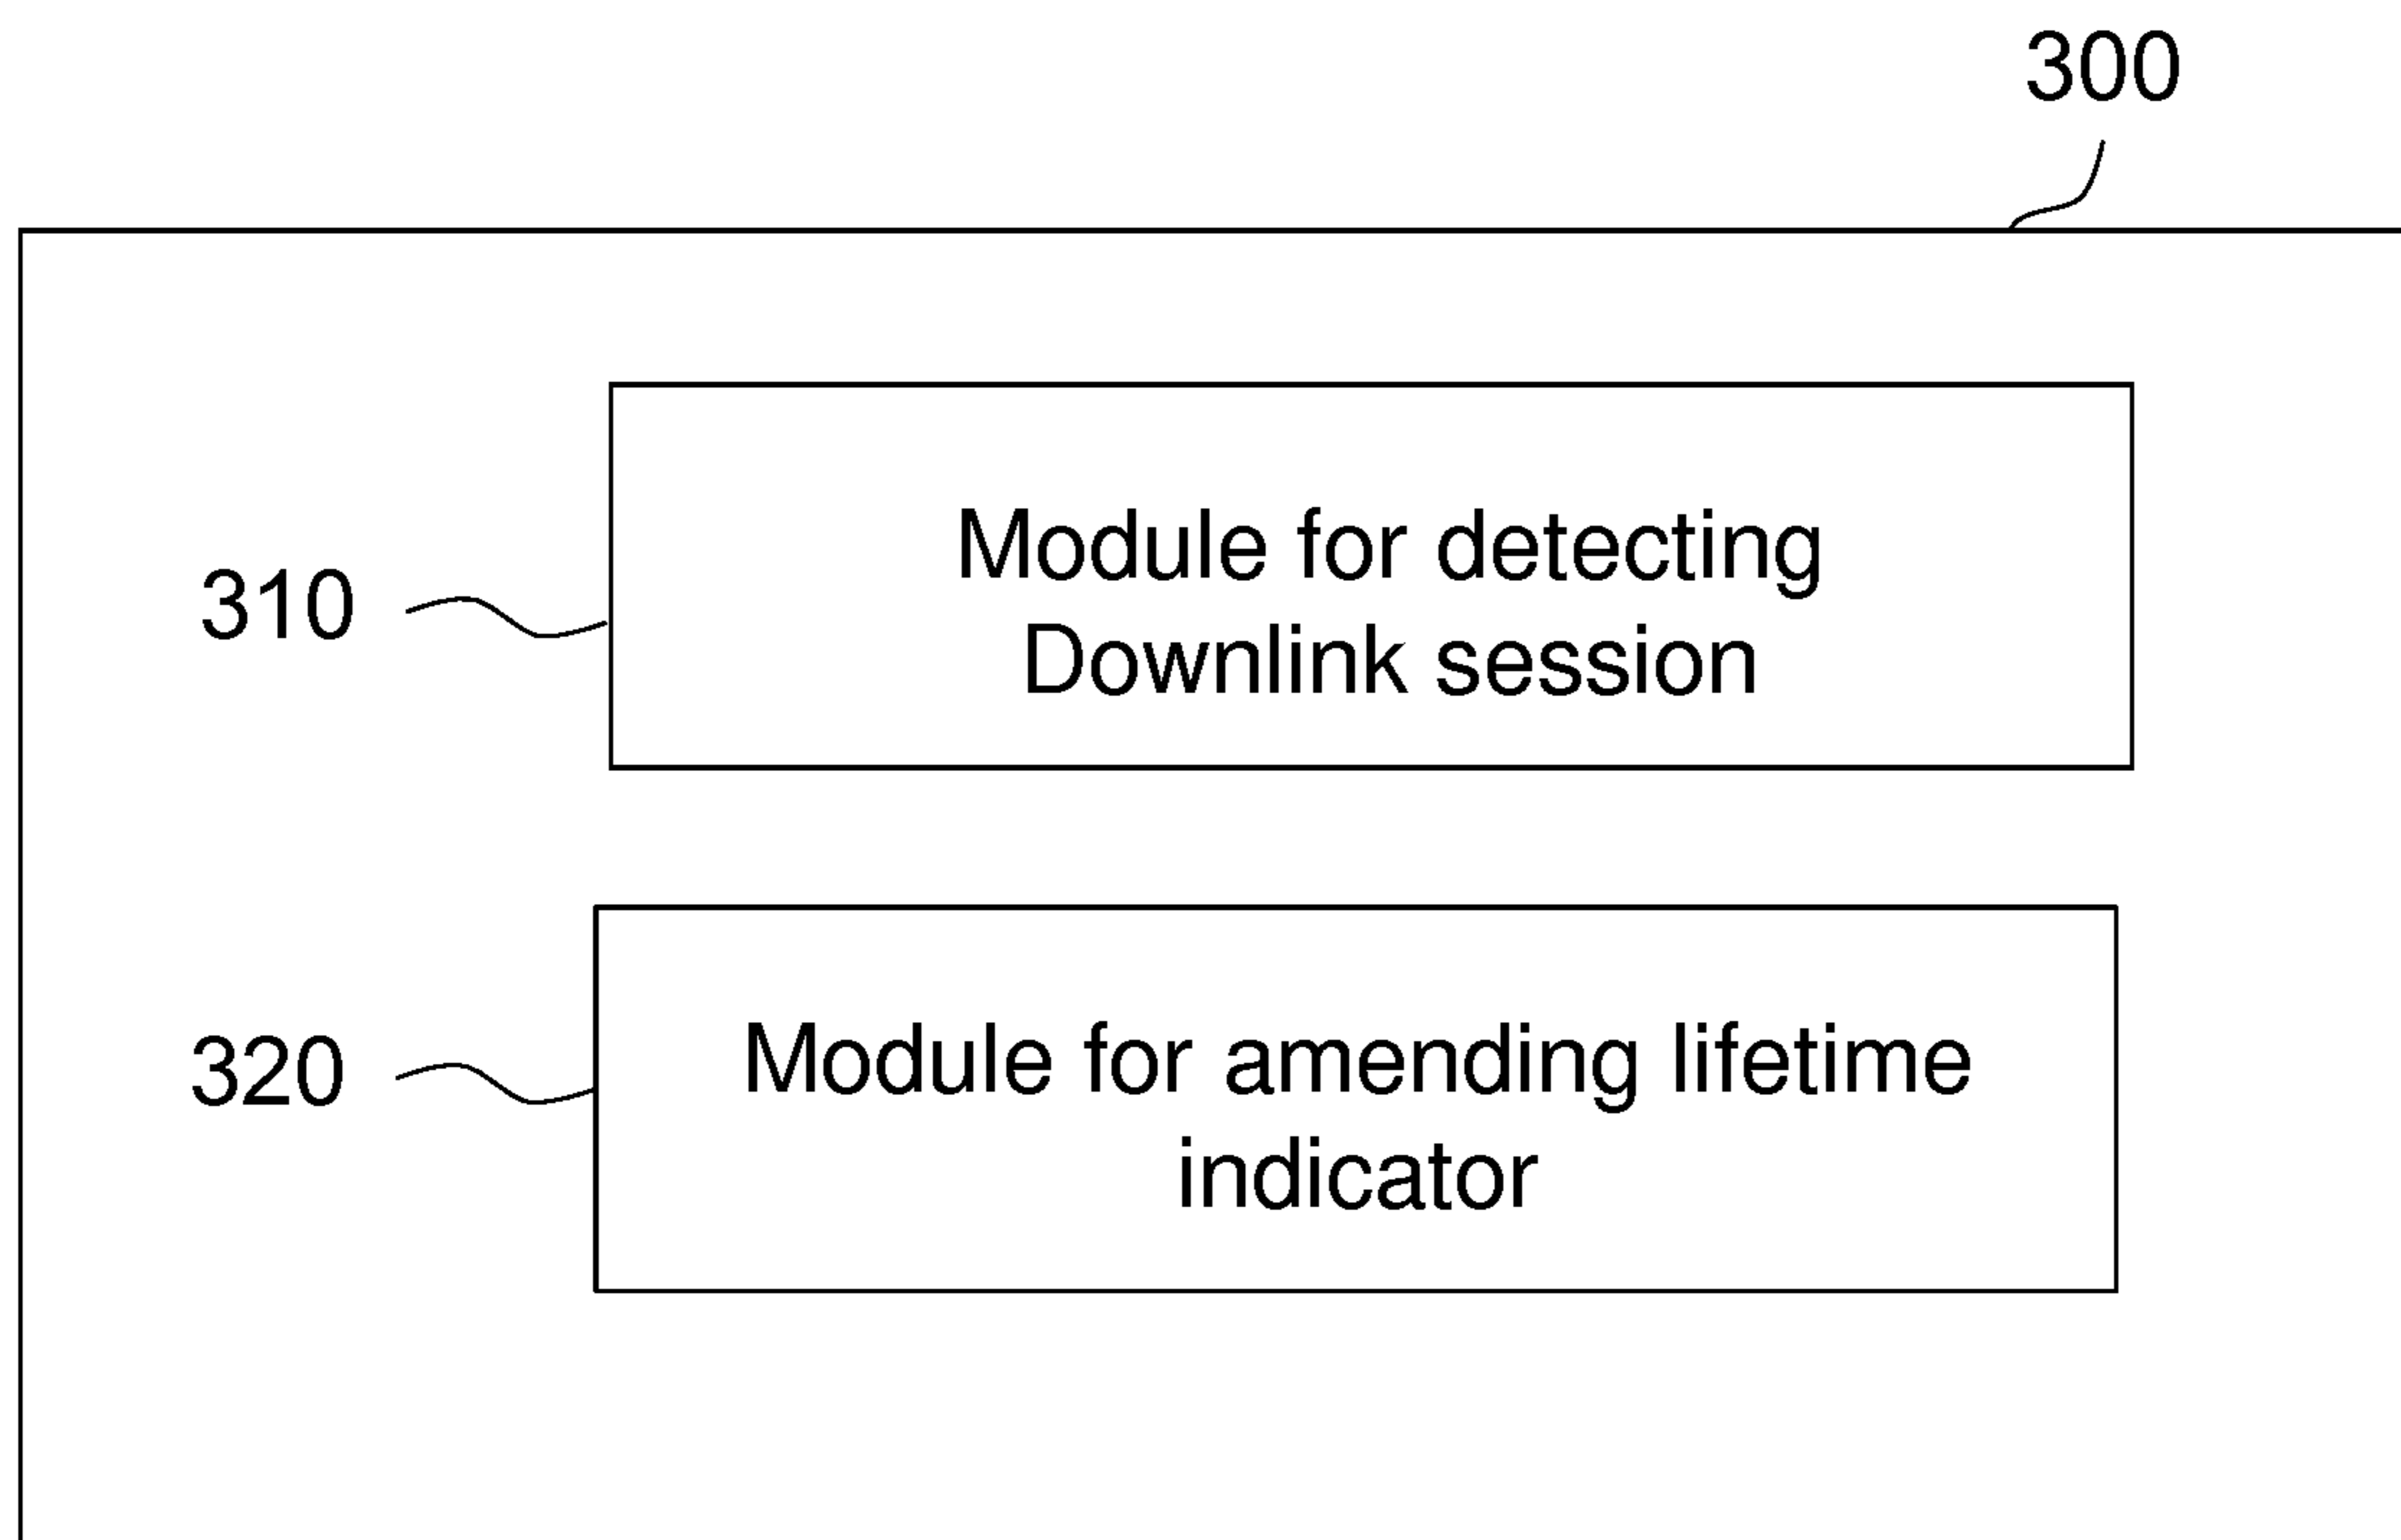 300
310
Module for detecting
Downlink session
320
Module for amending lifetime
indicator